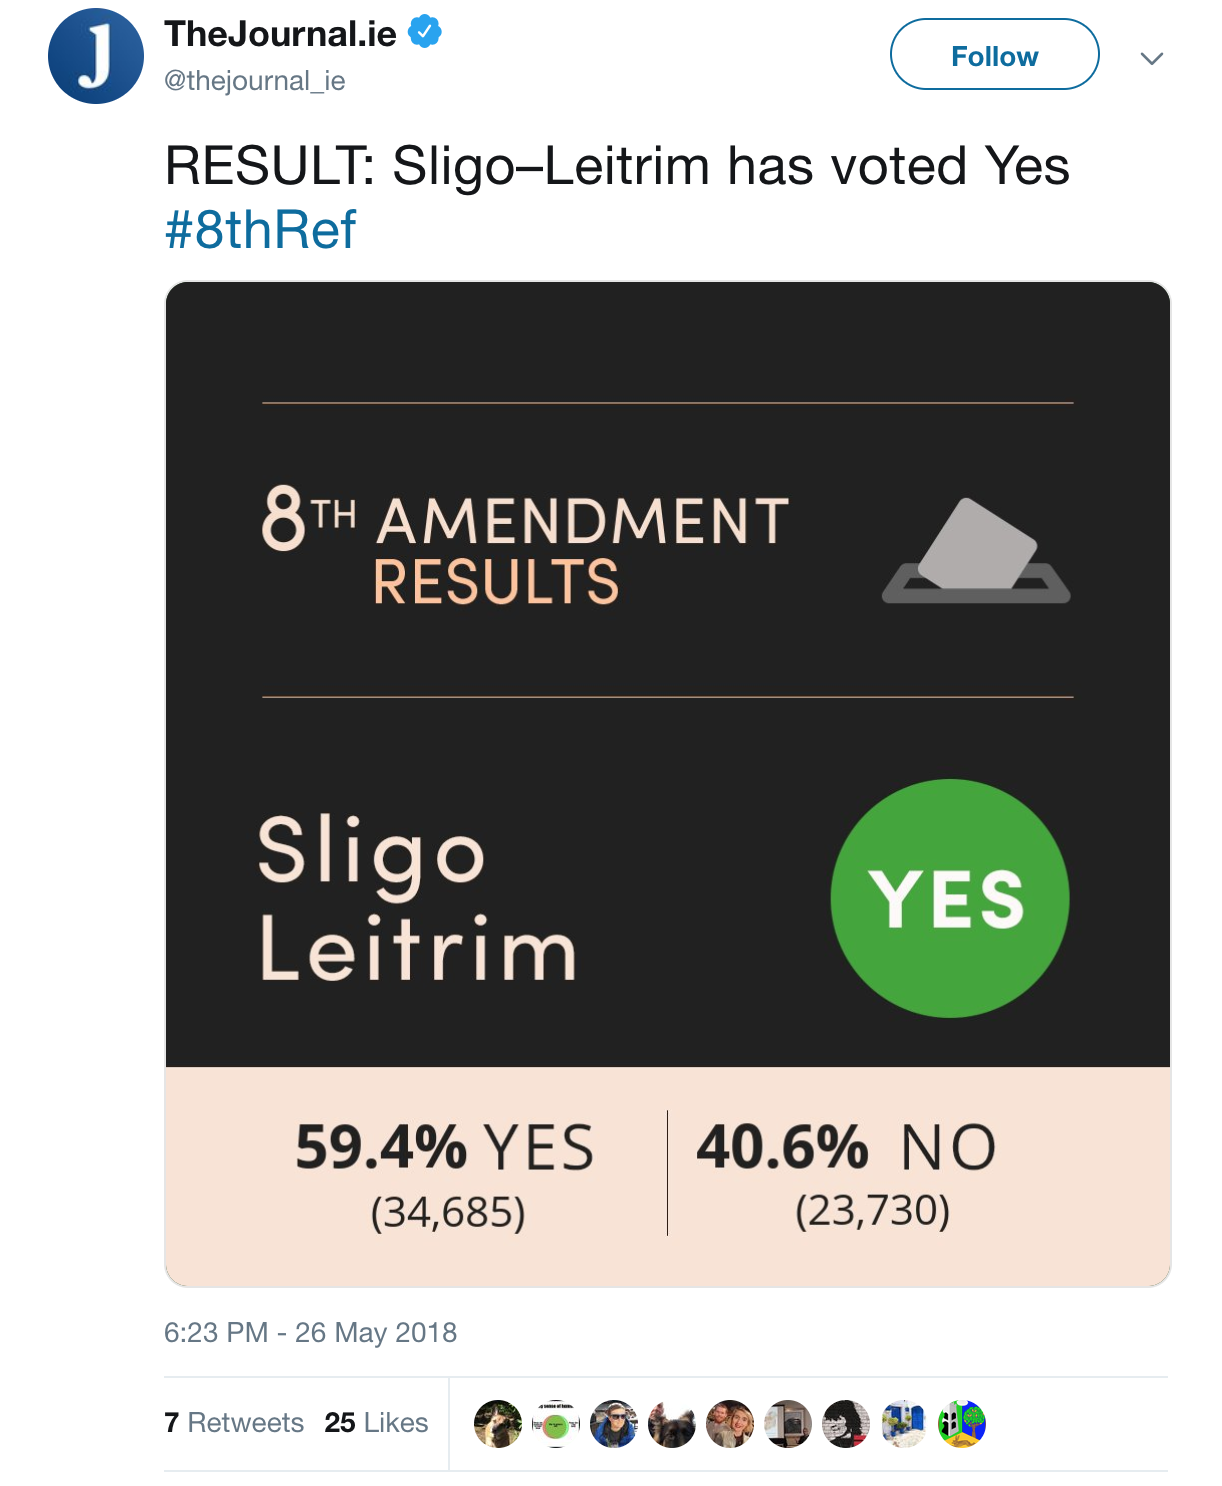 J
TheJournal.ie
Follow
@thejournal_ie
RESULT: Sligo–Leitrim has voted Yes
#8thRef
8TH AMENDMENT
RESULTS
Sligo
Leitrim
YES
59.4% YES
(34,685)
40.6% NO
(23,730)
6:23 PM - 26 May 2018
7 Retweets 25 Likes